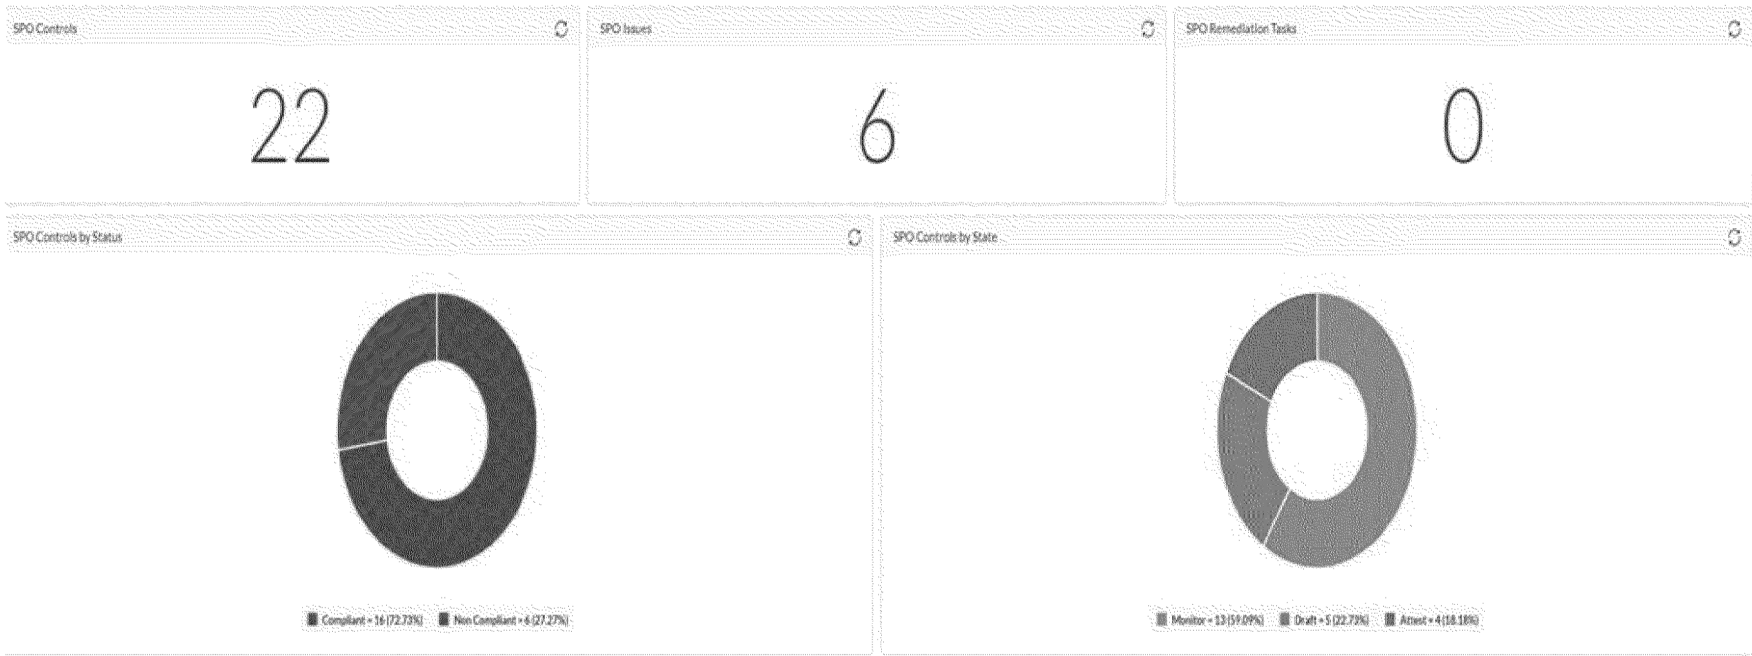 SPO Controls
SPO Issues
SPO Remediation Tasks
22
6
0
SPO Controls by Status
SPO Controls by State
Compliant = 16 (72.73%) Non Compliant = 6 (27.27%)
Monitor = 13 (59.09%) Draft = 5 (22.73%) Attest = 4 (18.18%)